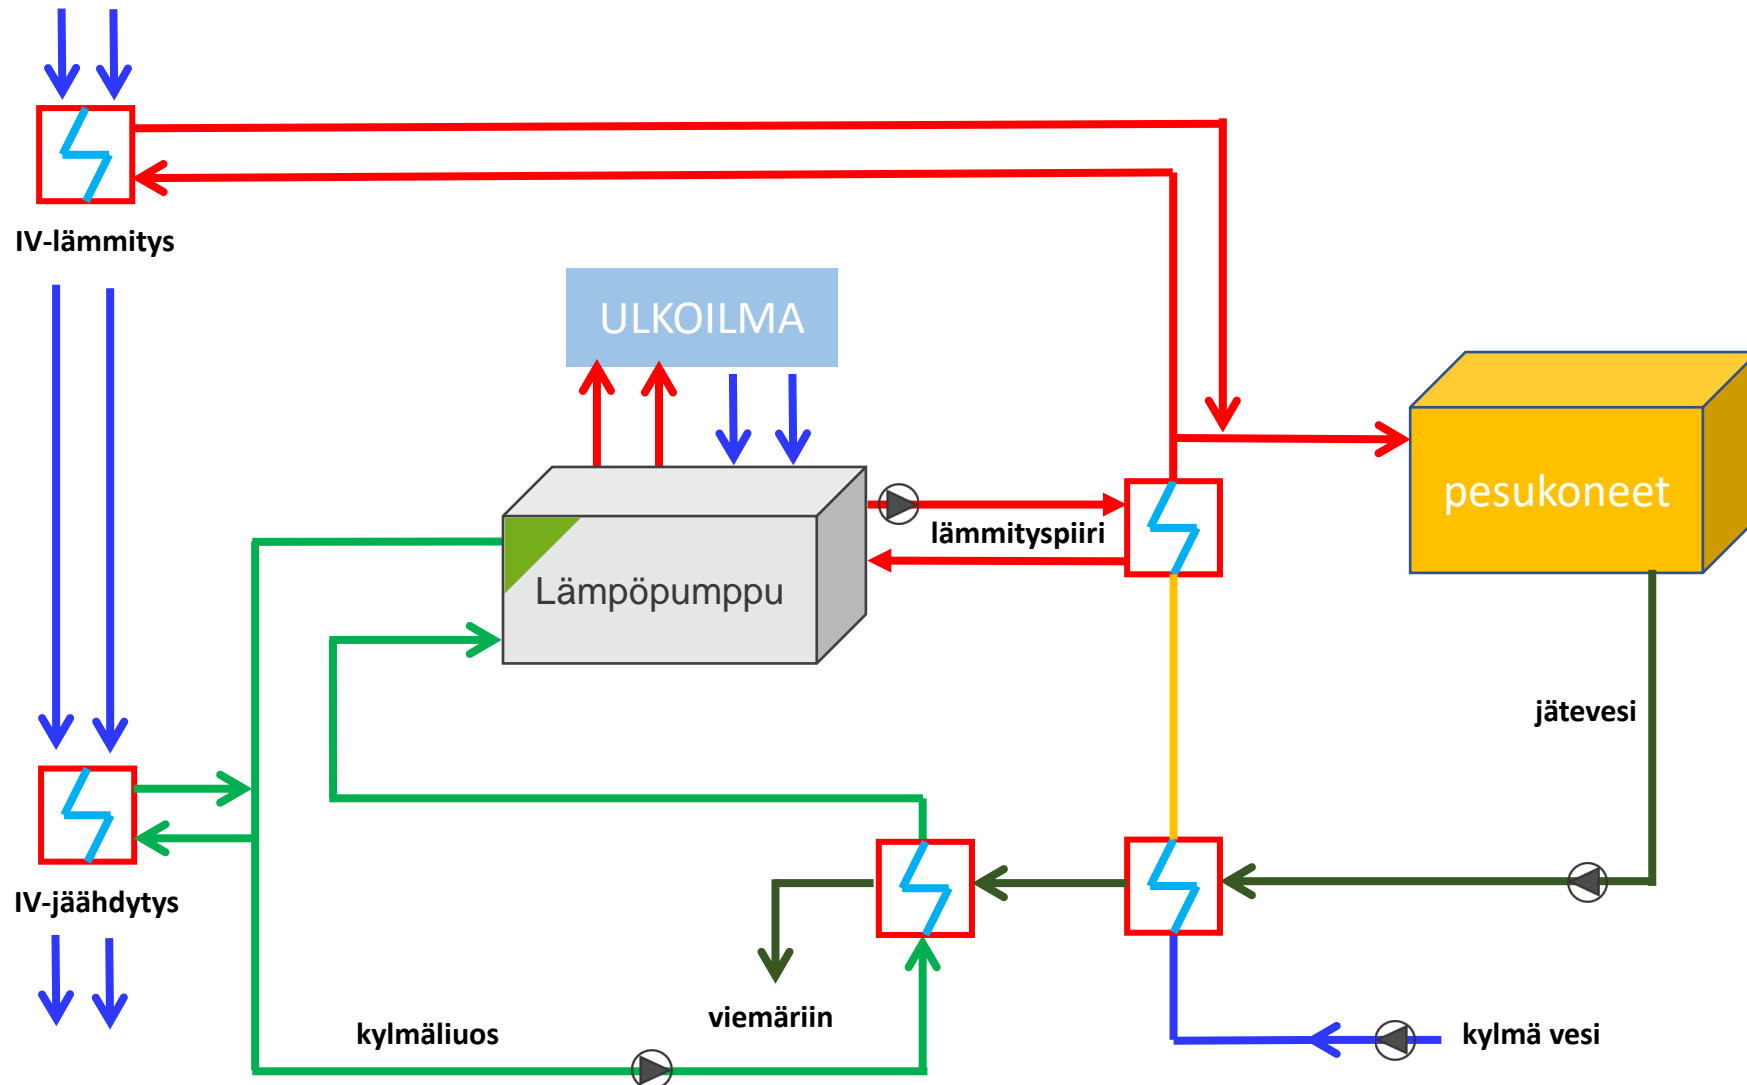 IV-lämmitys
ULKOILMA
pesukoneet
lämmityspiiri
Lämpöpumppu
jätevesi
IV-jäähdytys
viemäriin
kylmäliuos
kylmä vesi